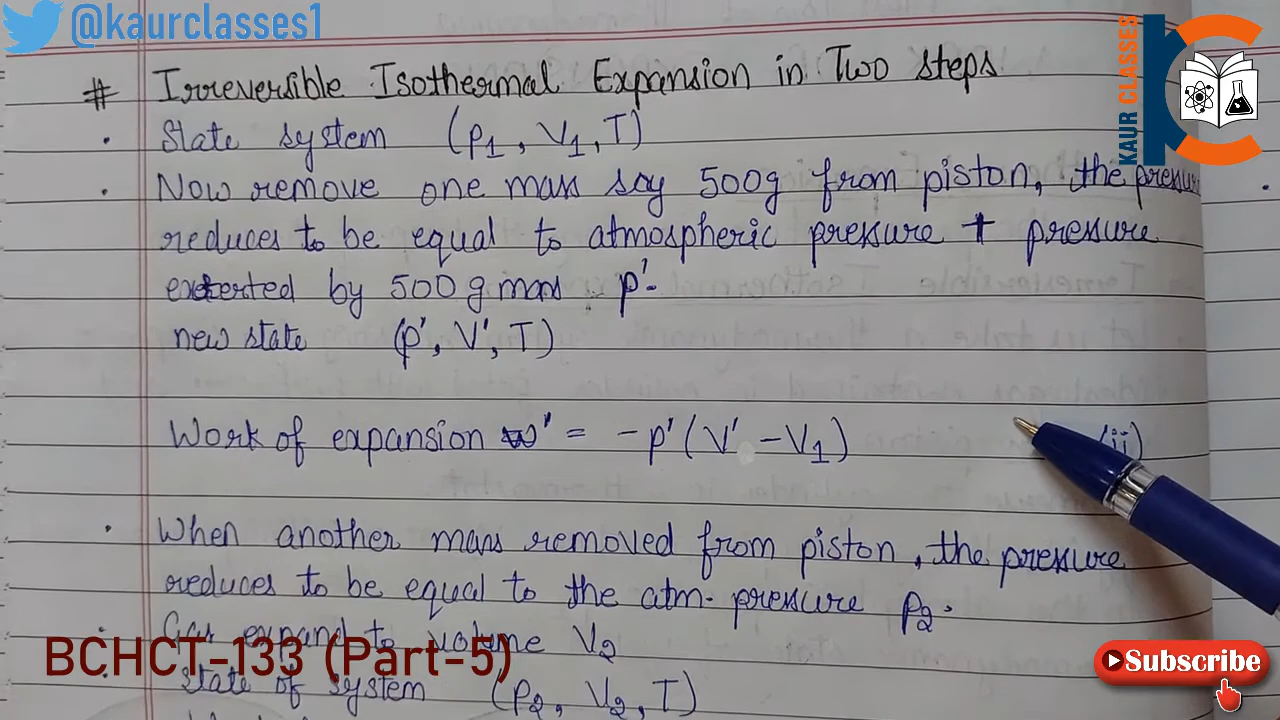 @kaurclasses1
KAUR CLASSES
# Irreversible Isothermal Expansion in Two steps
. State system (p1, V1, T)
. Now remove one mass say 500g from piston, the pressure
reduces to be equal to atmospheric pressure + pressure
exerted by 500 g mass p'.
new state (p', V', T)
Work of expansion w' = -p'(V' - V1) (ii)
. When another mass removed from piston, the pressure
reduces to be equal to the atm. pressure p2.
. Gas expand to volume V2
. State of system (p2, V2, T)
BCHCT-133 (Part-5)
Subscribe